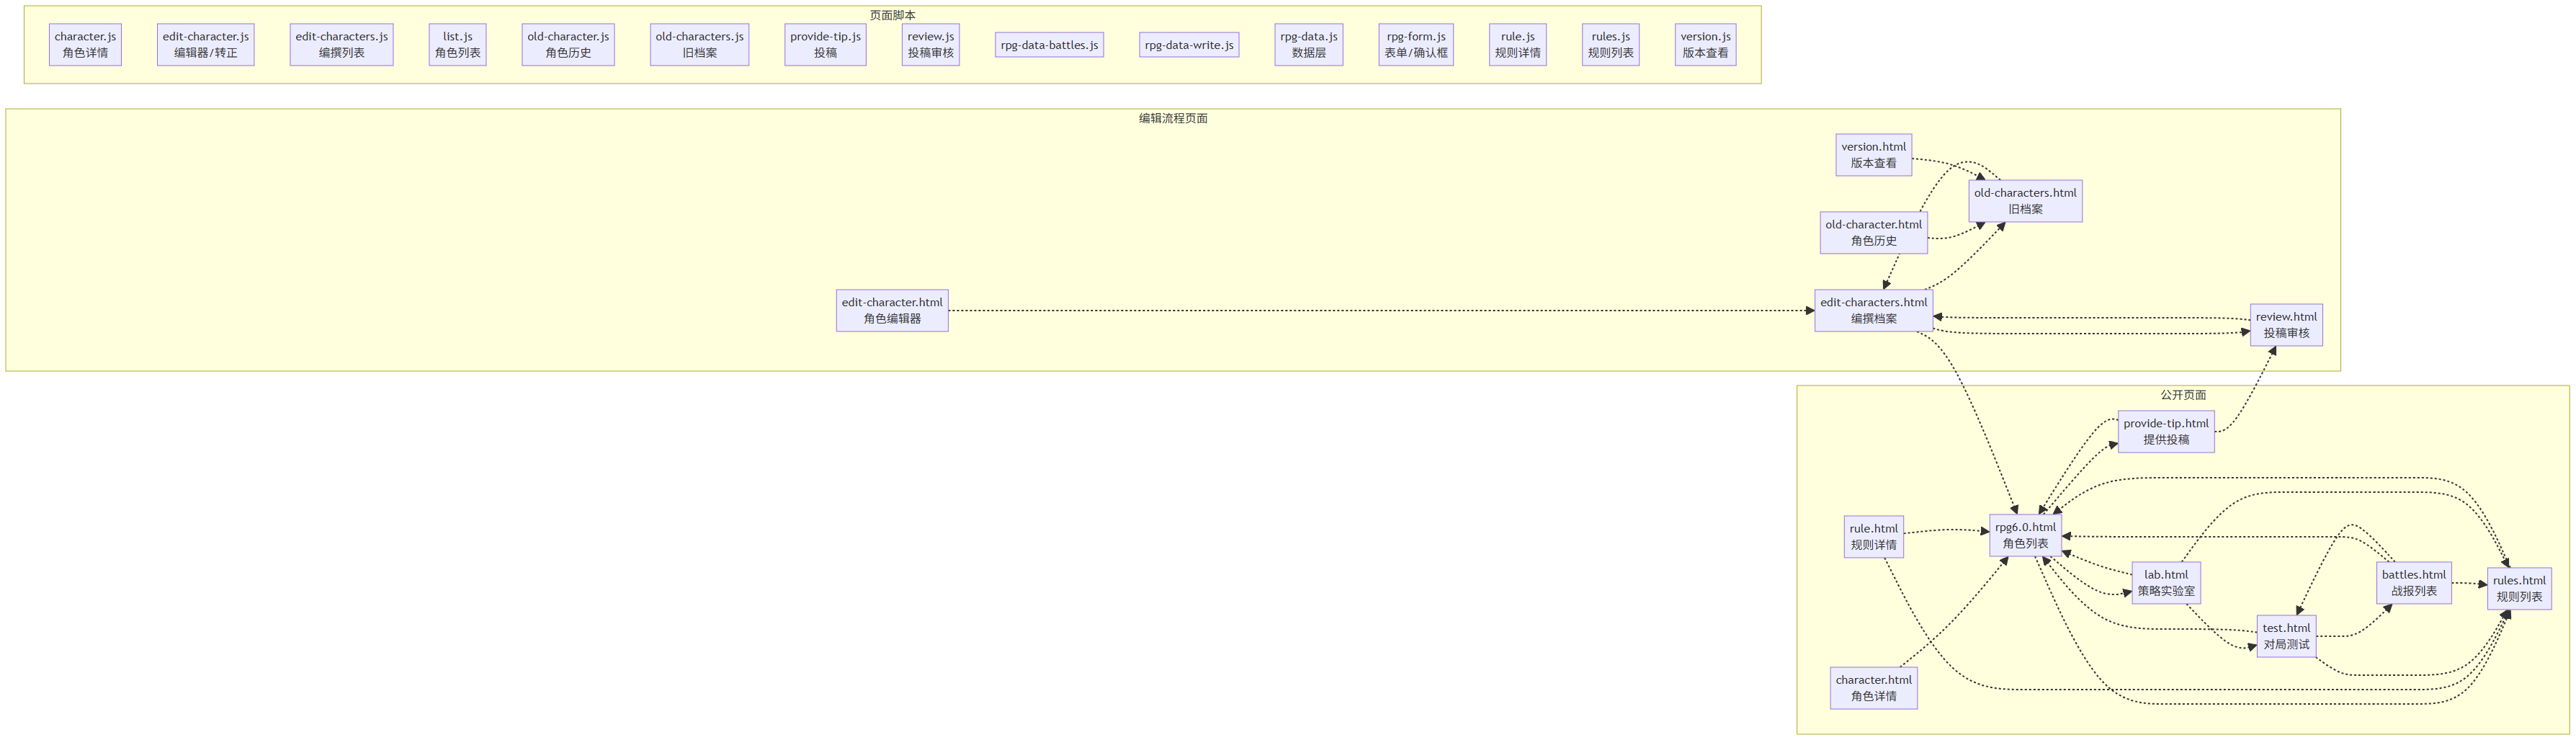 页面脚本
character.js
角色详情
edit-character.js
编辑器/转正
edit-characters.js
编撰列表
list.js
角色列表
old-character.js
角色历史
old-characters.js
旧档案
provide-tip.js
投稿
review.js
投稿审核
rpg-data-battles.js
rpg-data-write.js
rpg-data.js
数据层
rpg-form.js
表单/确认框
rule.js
规则详情
rules.js
规则列表
version.js
版本查看
编辑流程页面
version.html
版本查看
old-characters.html
旧档案
old-character.html
角色历史
edit-character.html
角色编辑器
edit-characters.html
编撰档案
review.html
投稿审核
公开页面
provide-tip.html
提供投稿
rule.html
规则详情
rpg6.0.html
角色列表
lab.html
策略实验室
battles.html
战报列表
rules.html
规则列表
test.html
对局测试
character.html
角色详情